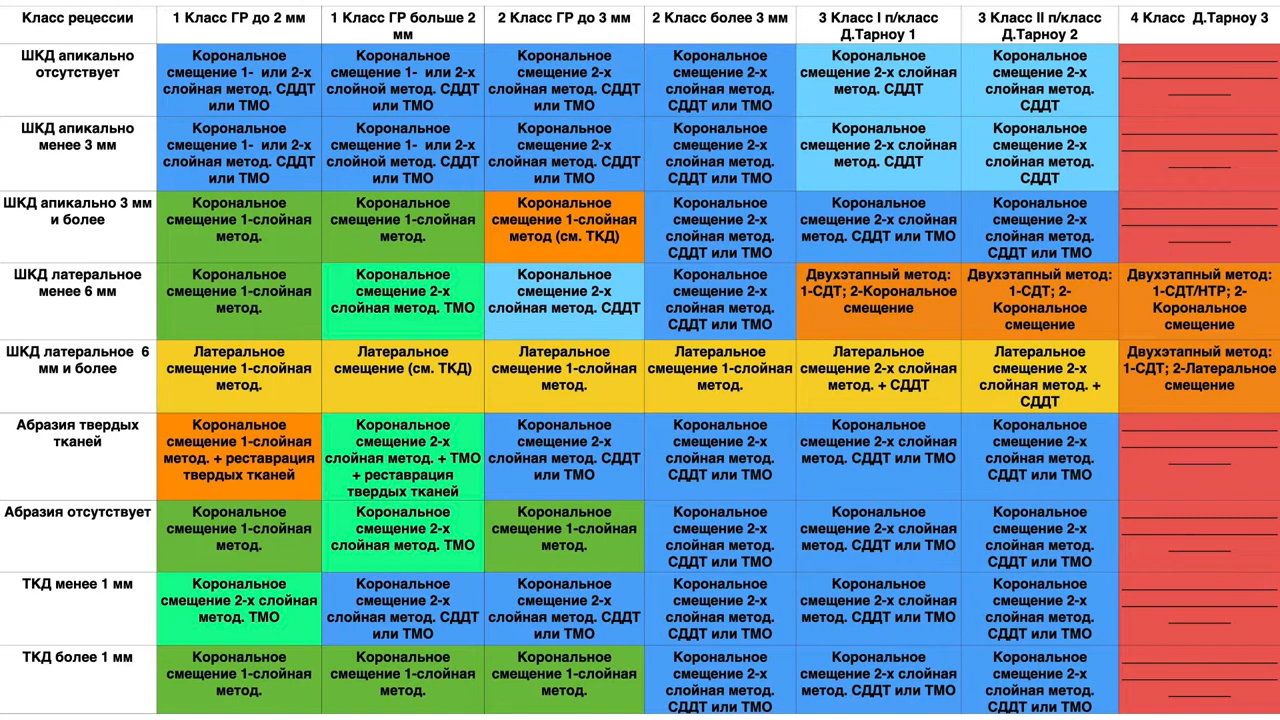 Класс рецессии
1 Класс ГР до 2 мм
1 Класс ГР больше 2
мм
2 Класс ГР до 3 мм
2 Класс более 3 мм
3 Класс I п/класс
Д.Тарноу 1
3 Класс II п/класс
Д.Тарноу 2
4 Класс Д.Тарноу 3
ШКД апикально
отсутствует
Корональное
смещение 1- или 2-х
слойная метод. СДДТ
или ТМО
Корональное
смещение 1- или 2-х
слойной метод. СДДТ
или ТМО
Корональное
смещение 2-х
слойная метод. СДДТ
или ТМО
Корональное
смещение 2-х
слойная метод.
СДДТ или ТМО
Корональное
смещение 2-х слойная
метод. СДДТ
Корональное
смещение 2-х
слойная метод.
СДДТ
ШКД апикально
менее 3 мм
Корональное
смещение 1- или 2-х
слойная метод. СДДТ
или ТМО
Корональное
смещение 1- или 2-х
слойной метод. СДДТ
или ТМО
Корональное
смещение 2-х
слойная метод. СДДТ
или ТМО
Корональное
смещение 2-х
слойная метод.
СДДТ или ТМО
Корональное
смещение 2-х слойная
метод. СДДТ
Корональное
смещение 2-х
слойная метод.
СДДТ
ШКД апикально 3 мм
и более
Корональное
смещение 1-слойная
метод.
Корональное
смещение 1-слойная
метод.
Корональное
смещение 1-слойная
метод (см. ТКД)
Корональное
смещение 2-х
слойная метод.
СДДТ или ТМО
Корональное
смещение 2-х слойная
метод. СДДТ или ТМО
Корональное
смещение 2-х
слойная метод.
СДДТ или ТМО
ШКД латеральное
менее 6 мм
Корональное
смещение 1-слойная
метод.
Корональное
смещение 2-х
слойная метод. ТМО
Корональное
смещение 2-х
слойная метод. СДДТ
Корональное
смещение 2-х
слойная метод.
СДДТ или ТМО
Двухэтапный метод:
1-СДТ; 2-Корональное
смещение
Двухэтапный метод:
1-СДТ; 2-
Корональное
смещение
Двухэтапный метод:
1-СДТ/НТР; 2-
Корональное
смещение
ШКД латеральное 6
мм и более
Латеральное
смещение 1-слойная
метод.
Латеральное
смещение (см. ТКД)
Латеральное
смещение 1-слойная
метод.
Латеральное
смещение 1-слойная
метод.
Латеральное
смещение 2-х слойная
метод. + СДДТ
Латеральное
смещение 2-х
слойная метод. +
СДДТ
Двухэтапный метод:
1-СДТ; 2-Латеральное
смещение
Абразия твердых
тканей
Корональное
смещение 1-слойная
метод. + реставрация
твердых тканей
Корональное
смещение 2-х
слойная метод. + ТМО
+ реставрация
твердых тканей
Корональное
смещение 2-х
слойная метод. СДДТ
или ТМО
Корональное
смещение 2-х
слойная метод.
СДДТ или ТМО
Корональное
смещение 2-х слойная
метод. СДДТ или ТМО
Корональное
смещение 2-х
слойная метод.
СДДТ или ТМО
Абразия отсутствует
Корональное
смещение 1-слойная
метод.
Корональное
смещение 2-х
слойная метод. ТМО
Корональное
смещение 1-слойная
метод.
Корональное
смещение 2-х
слойная метод.
СДДТ или ТМО
Корональное
смещение 2-х слойная
метод. СДДТ или ТМО
Корональное
смещение 2-х
слойная метод.
СДДТ или ТМО
ТКД менее 1 мм
Корональное
смещение 2-х слойная
метод. ТМО
Корональное
смещение 2-х
слойная метод. СДДТ
или ТМО
Корональное
смещение 2-х
слойная метод. СДДТ
или ТМО
Корональное
смещение 2-х
слойная метод.
СДДТ или ТМО
Корональное
смещение 2-х слойная
метод. СДДТ или ТМО
Корональное
смещение 2-х
слойная метод.
СДДТ или ТМО
ТКД более 1 мм
Корональное
смещение 1-слойная
метод.
Корональное
смещение 1-слойная
метод.
Корональное
смещение 1-слойная
метод.
Корональное
смещение 2-х
слойная метод.
СДДТ или ТМО
Корональное
смещение 2-х слойная
метод. СДДТ или ТМО
Корональное
смещение 2-х
слойная метод.
СДДТ или ТМО